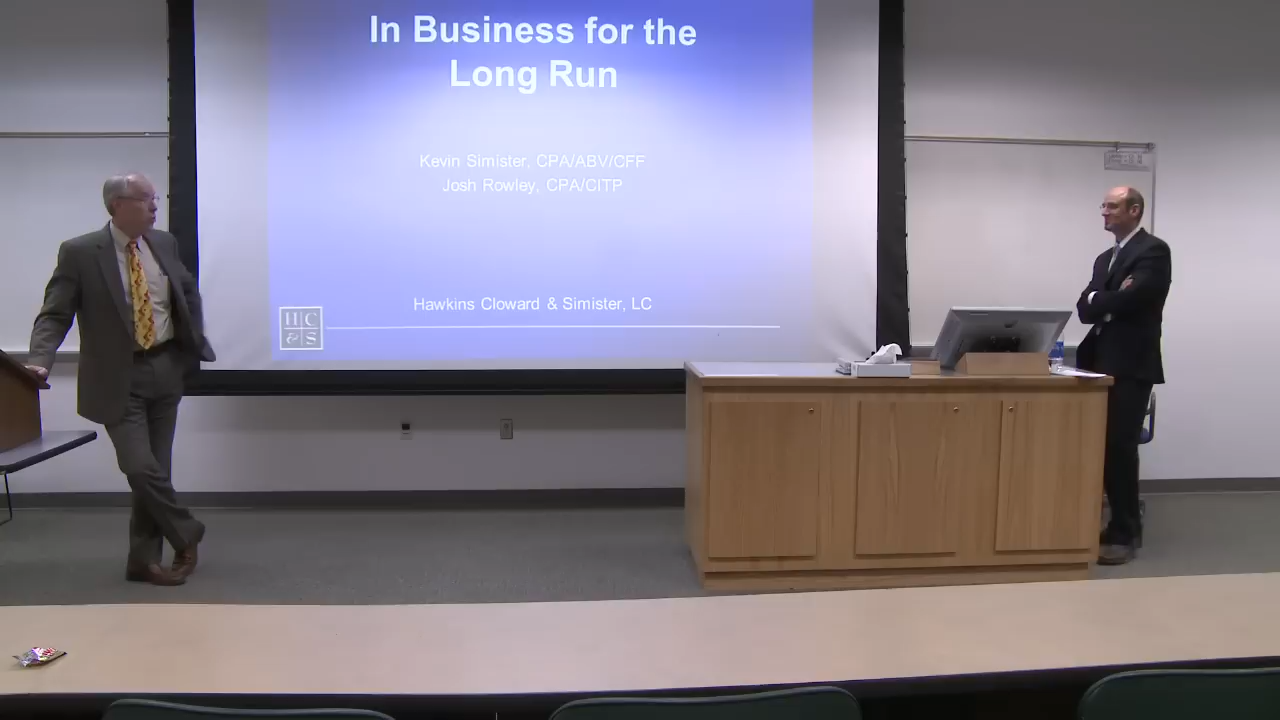 In Business for the
Long Run
Kevin Simister, CPA/ABV/CFF
Josh Rowley, CPA/CITP
Hawkins Cloward & Simister, LC
H C
& S